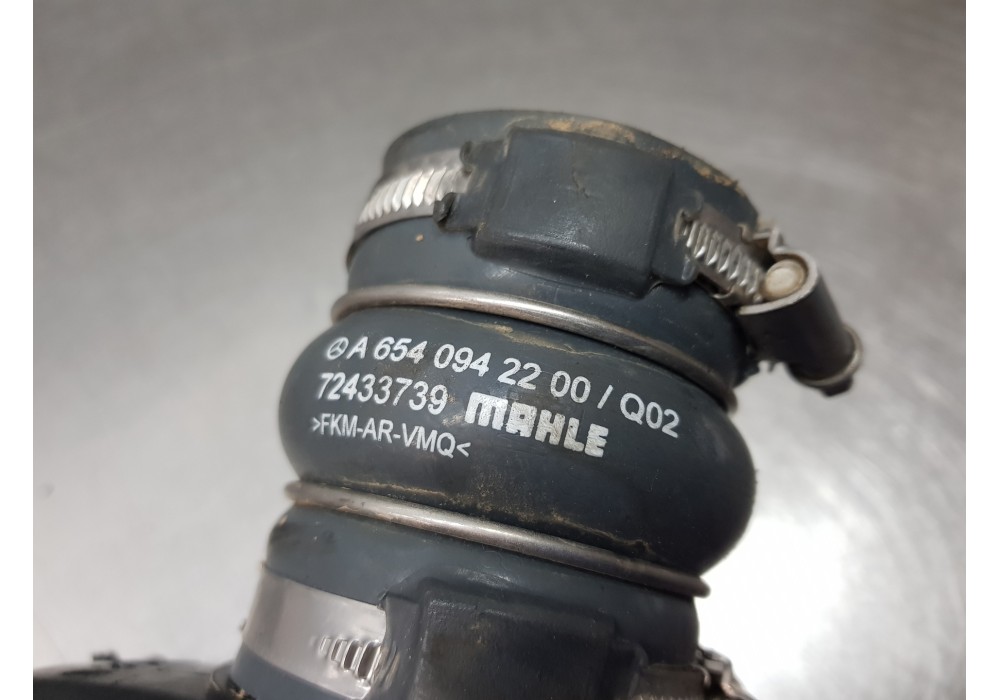 A 654 094 22 00 / Q02
72433739 MAHLE
>FKM-AR-VMQ<